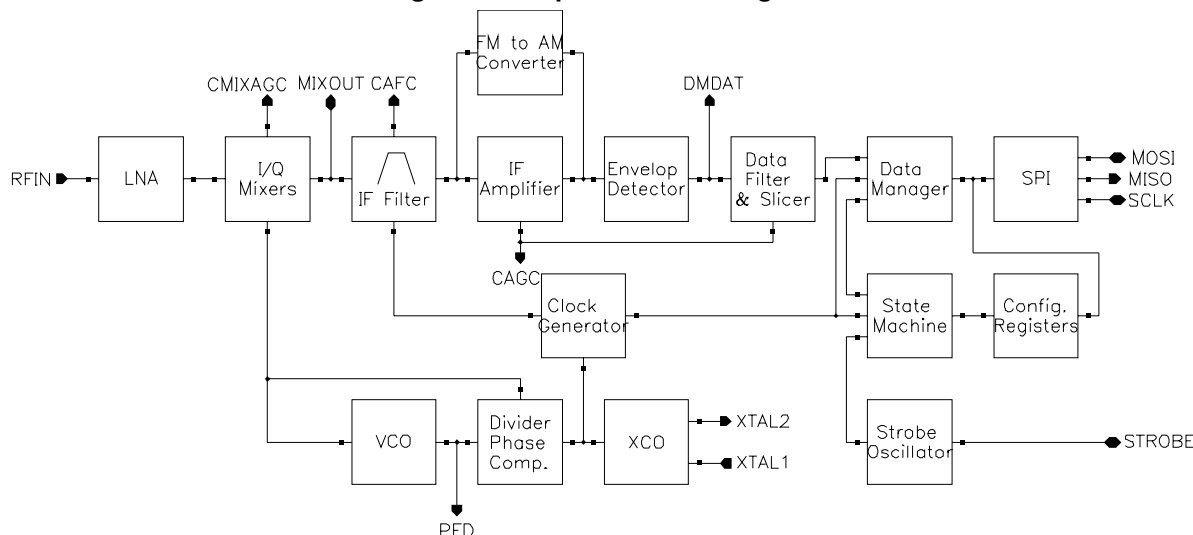 FM to AM
Converter
CMIXAGC
MIXOUT
CAFC
DMDAT
RFIN
LNA
I/Q
Mixers
IF Filter
IF
Amplifier
Envelop
Detector
Data
Filter
& Slicer
Data
Manager
SPI
MOSI
MISO
SCLK
CAGC
Clock
Generator
State
Machine
Config.
Registers
VCO
Divider
Phase
Comp.
XCO
XTAL2
XTAL1
Strobe
Oscillator
STROBE
PFD